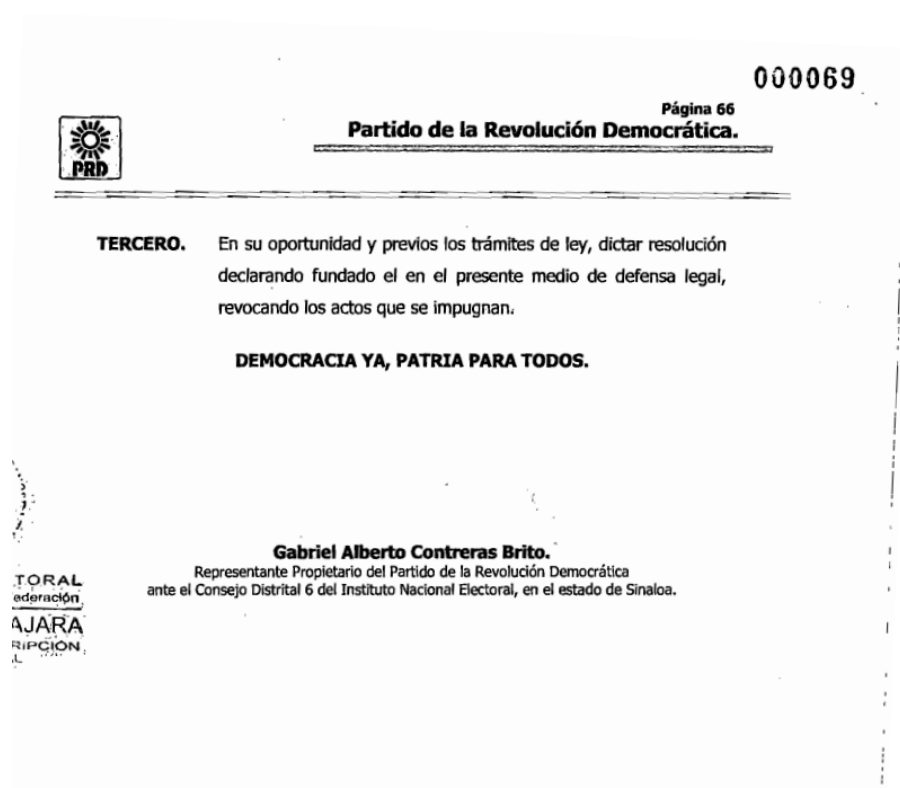 000069
Página 66
Partido de la Revolución Democrática.
PRD
TERCERO. En su oportunidad y previos los trámites de ley, dictar resolución
declarando fundado el en el presente medio de defensa legal,
revocando los actos que se impugnan.
DEMOCRACIA YA, PATRIA PARA TODOS.
Gabriel Alberto Contreras Brito.
Representante Propietario del Partido de la Revolución Democrática
ante el Consejo Distrital 6 del Instituto Nacional Electoral, en el estado de Sinaloa.
TORAL
ederación
AJARA
RIPCIÓN
L